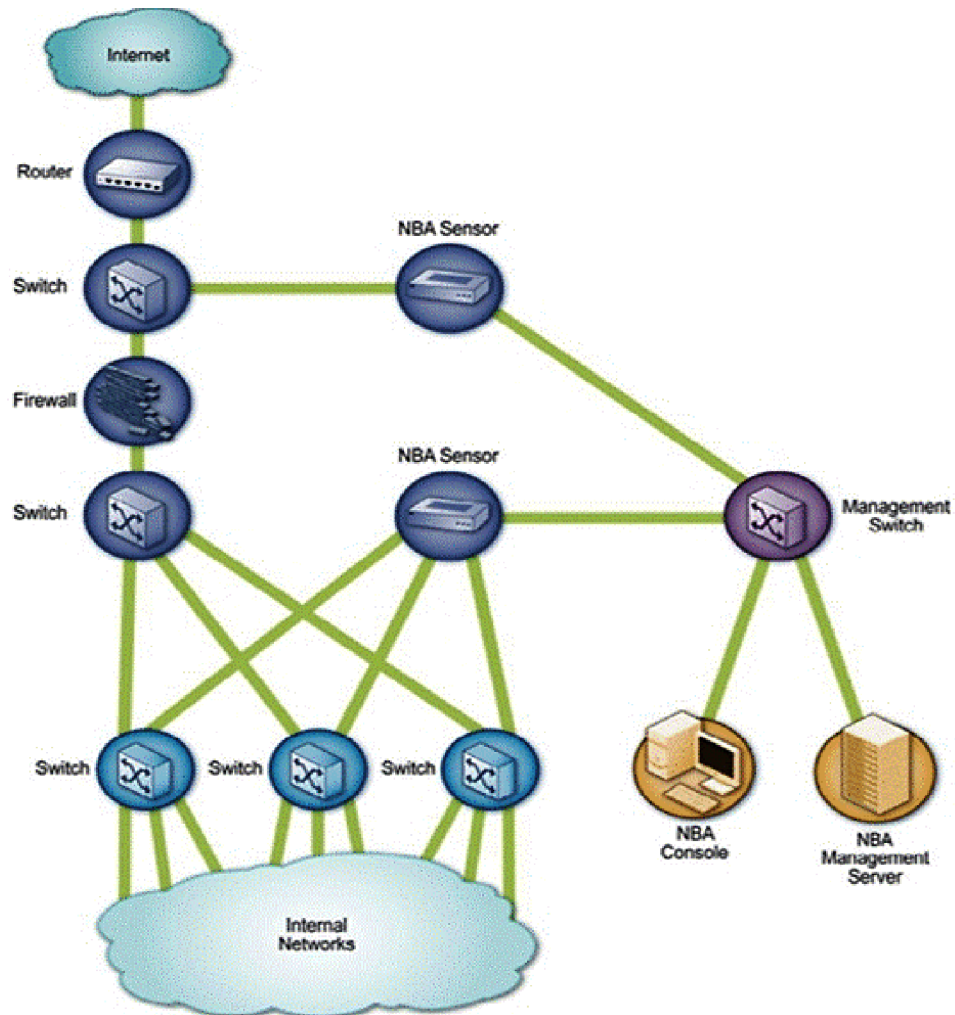 Internet
Router
NBA Sensor
Switch
Firewall
NBA Sensor
Switch
Management
Switch
Switch
Switch
Switch
NBA
Console
NBA
Management
Server
Internal
Networks